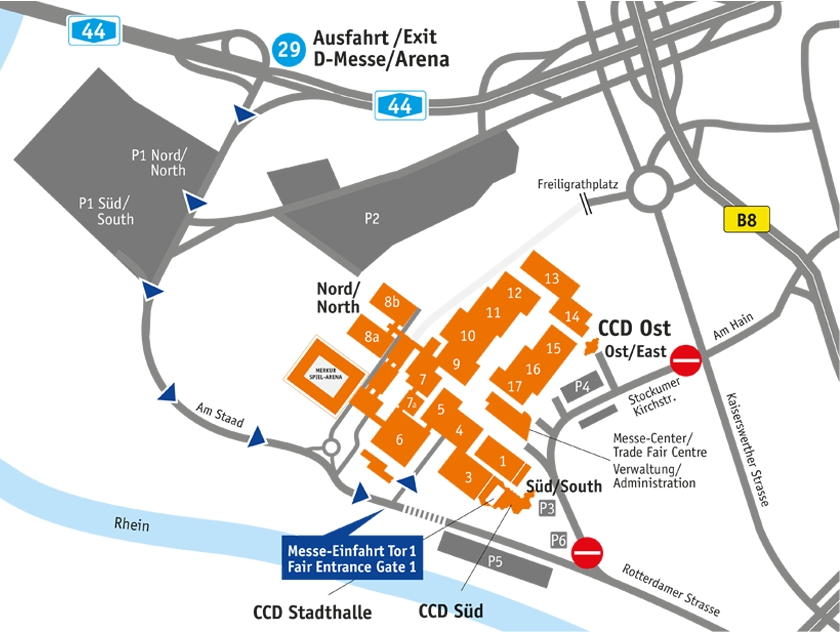 44
29
Ausfahrt /Exit
D-Messe/Arena
44
P1 Nord/
North
P1 Süd/
South
P2
Freiligrathplatz
B8
Nord/
North
8b
8a
MERKUR
SPIEL-ARENA
13
12
11
14
10
9
15
16
17
7
7a
5
4
6
3
1
CCD Ost
Ost/East
P4
Stockumer
Kirchstr.
Am Hain
Kaiserswerther Straße
Messe-Center/
Trade Fair Centre
Verwaltung/
Administration
Süd/South
P3
P6
P5
Rotterdamer Straße
Am Staad
Rhein
Messe-Einfahrt Tor 1
Fair Entrance Gate 1
CCD Stadthalle
CCD Süd